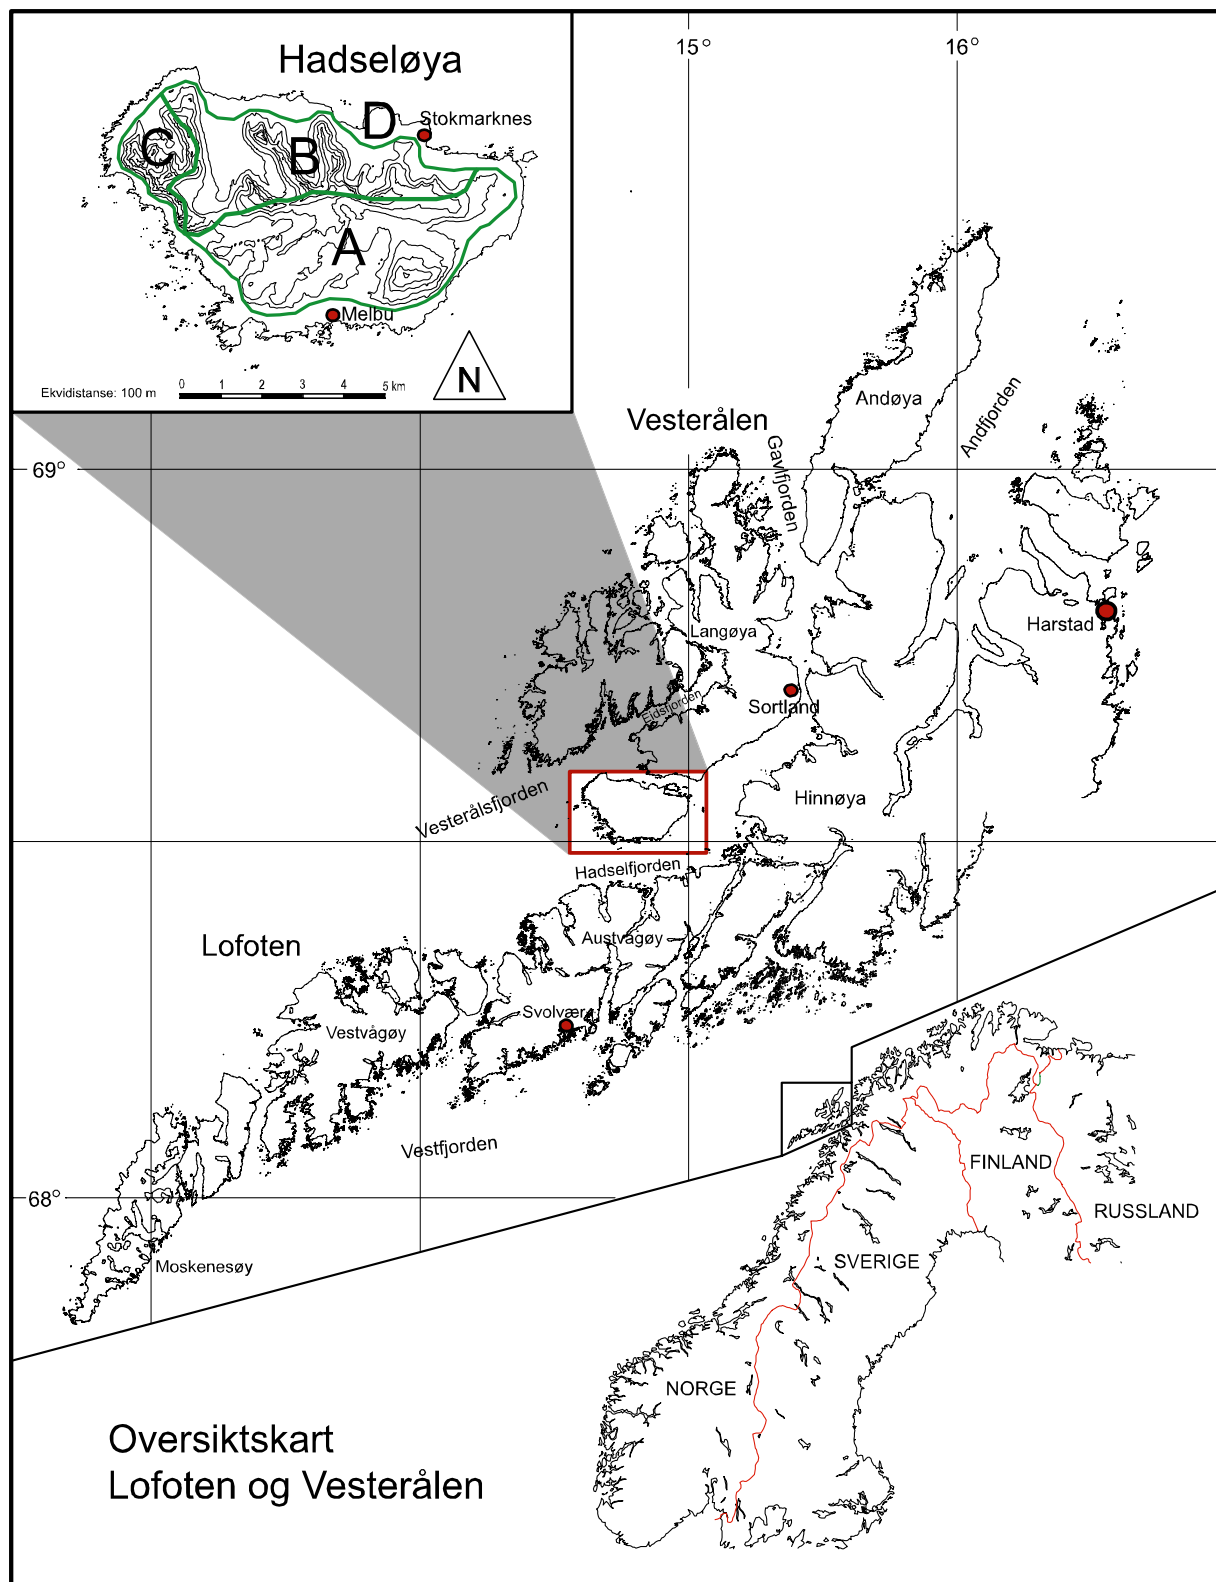 Hadseløya
D
Stokmarknes
C
B
A
Melbu
Ekvidistanse: 100 m
0 1 2 3 4 5 km
N
15°
16°
69°
68°
Vesterålen
Andøya
Andfjorden
Gavlfjorden
Langøya
Harstad
Sortland
Eidsfjorden
Vesterålsfjorden
Hinnøya
Hadselfjorden
Lofoten
Austvågøy
Svolvær
Vestvågøy
Vestfjorden
Moskenesøy
FINLAND
RUSSLAND
SVERIGE
NORGE
Oversiktskart
Lofoten og Vesterålen